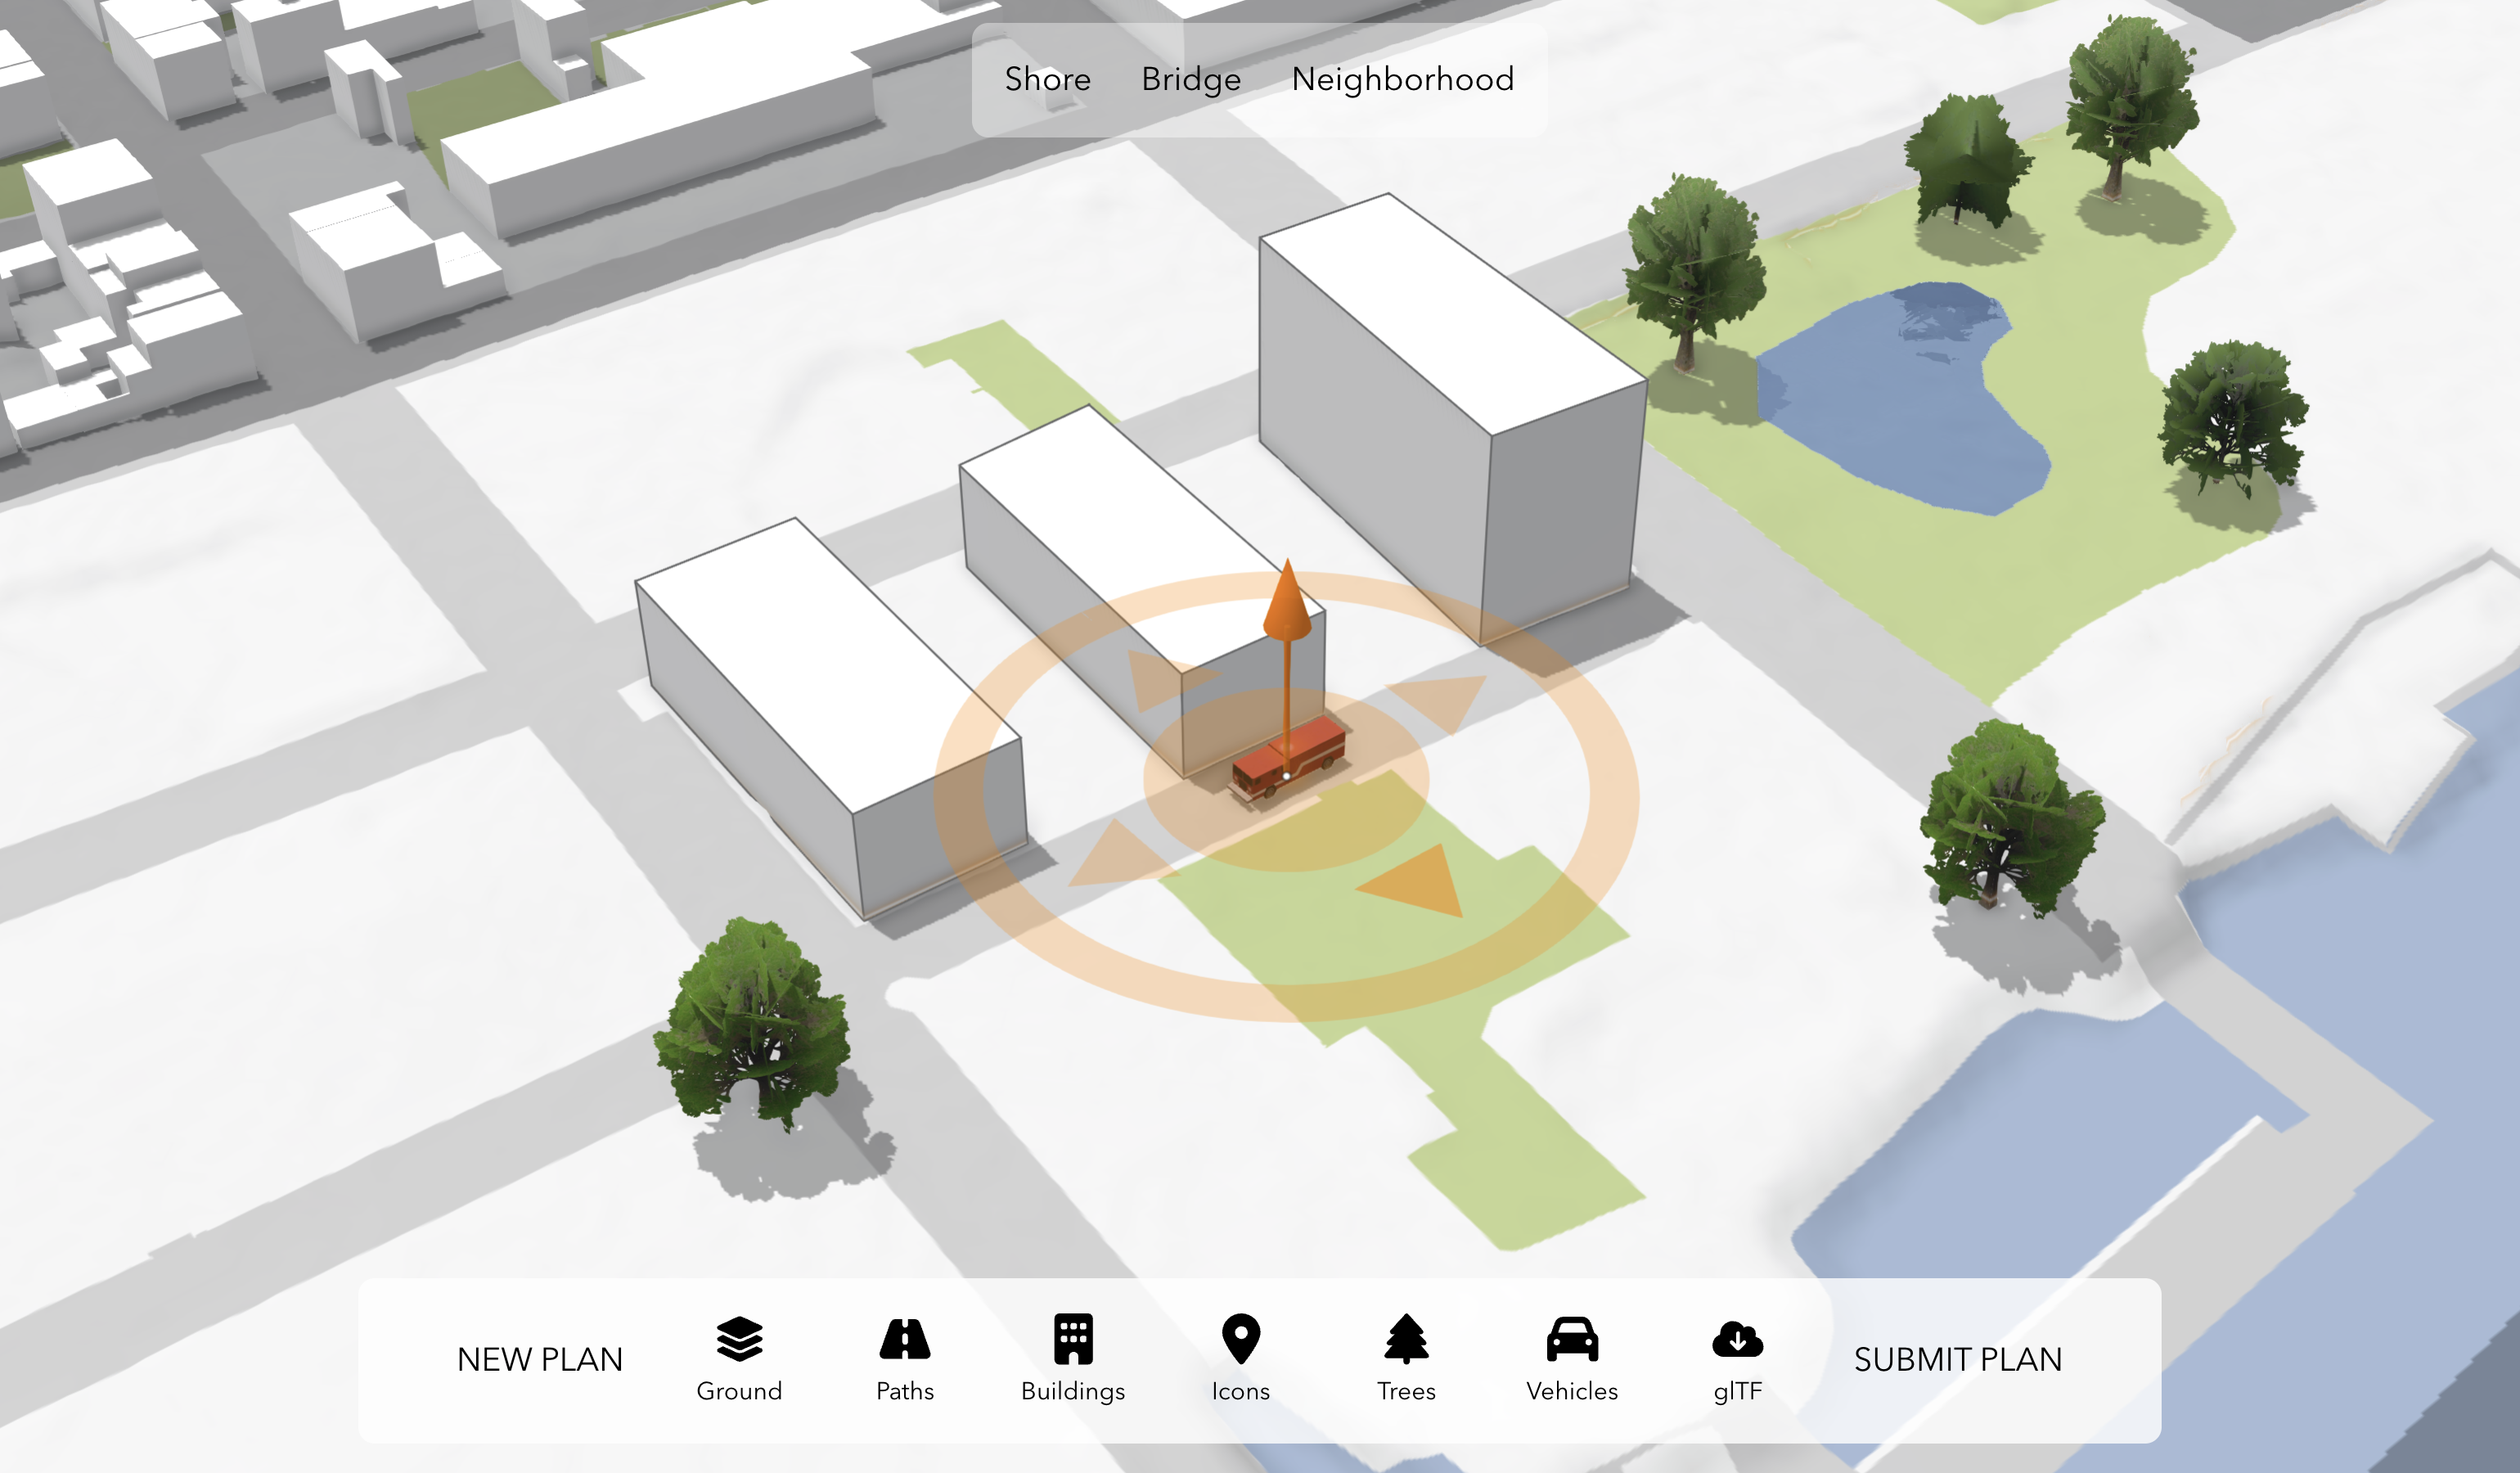 Shore Bridge Neighborhood
NEW PLAN
Ground
Paths
Buildings
Icons
Trees
Vehicles
glTF
SUBMIT PLAN